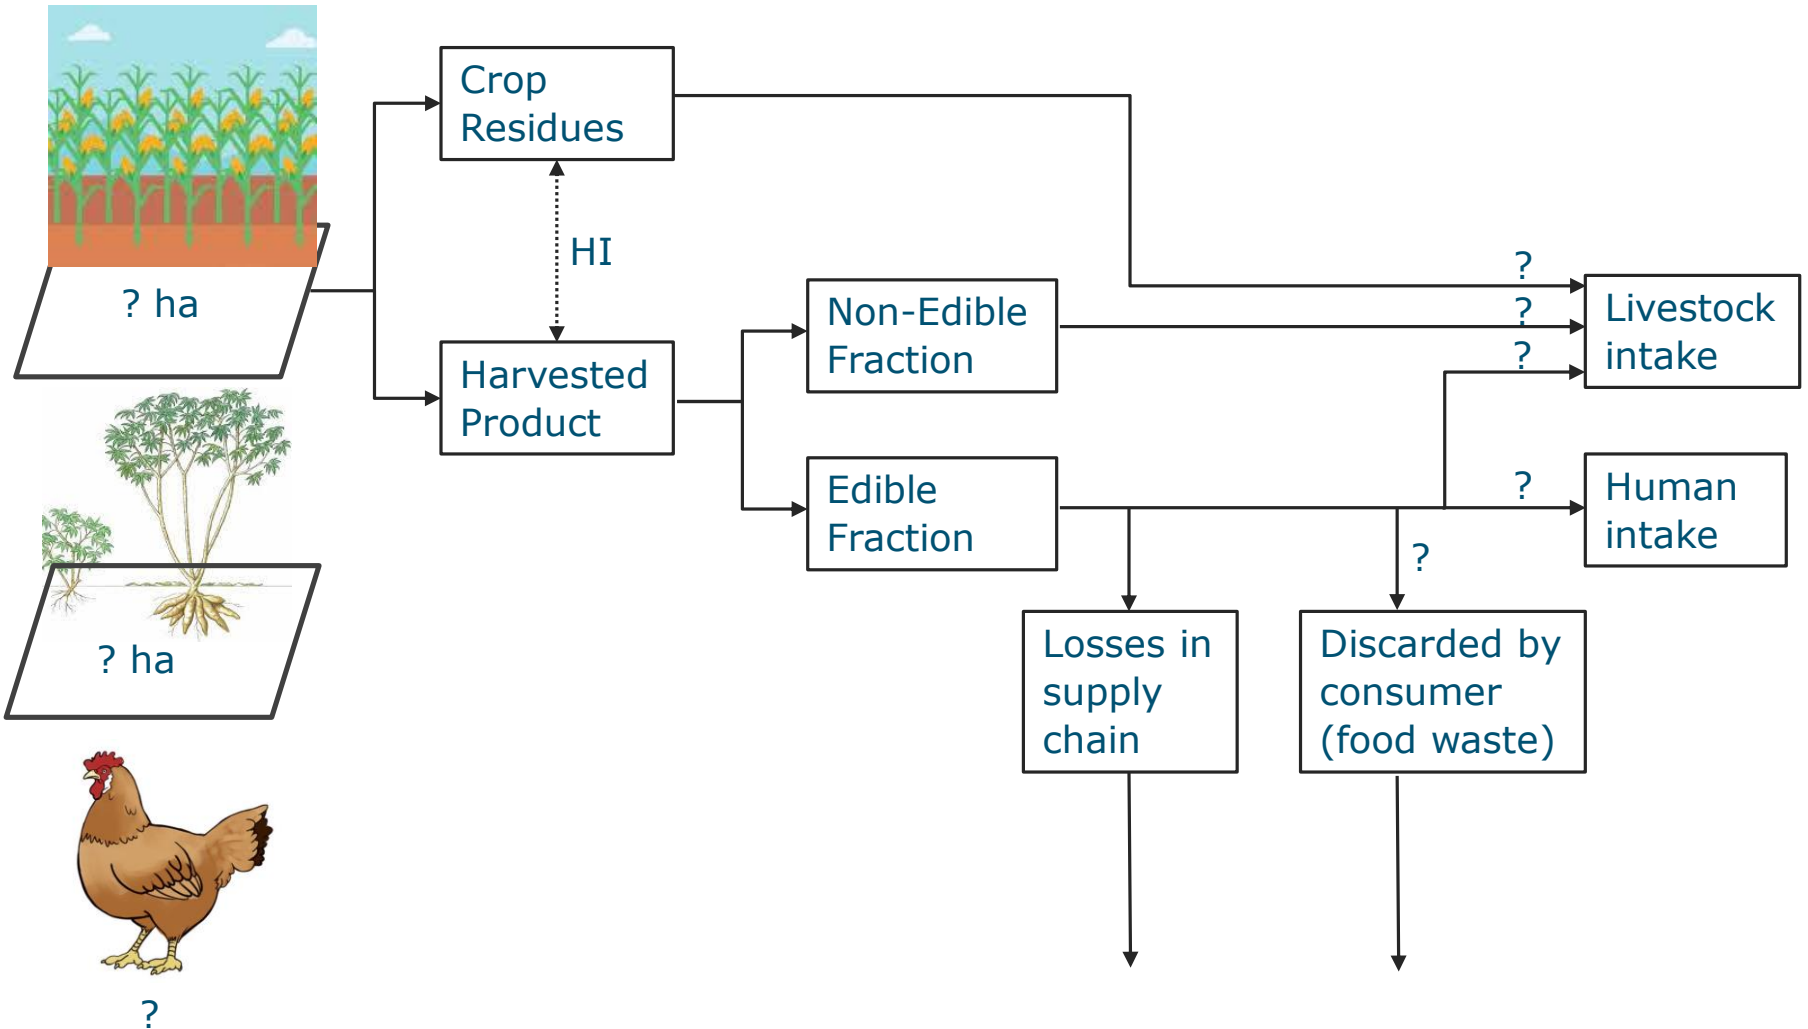 Crop
Residues
HI
? ha
Harvested
Product
Non-Edible
Fraction
Edible
Fraction
?
?
?
Livestock
intake
?
Human
intake
?
Losses in
supply
chain
Discarded by
consumer
(food waste)
? ha
?